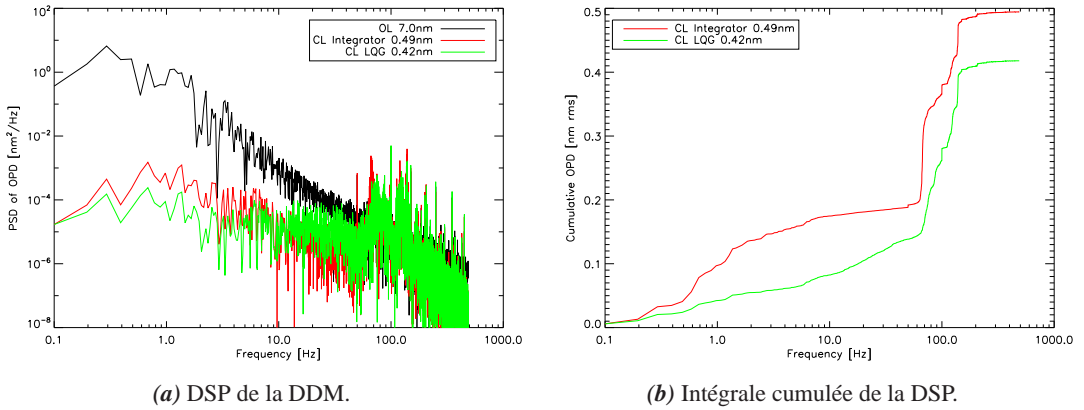 OL 7.0nm
CL Integrator 0.49nm
CL LQG 0.42nm
PSD of OPD [nm²/Hz]
10²
10⁰
10⁻²
10⁻⁴
10⁻⁶
10⁻⁸
0.1 1.0 10.0 100.0 1000.0
Frequency [Hz]
(a) DSP de la DDM.
CL Integrator 0.49nm
CL LQG 0.42nm
Cumulative OPD [nm rms]
0.5
0.4
0.3
0.2
0.1
0.0
0.1 1.0 10.0 100.0 1000.0
Frequency [Hz]
(b) Intégrale cumulée de la DSP.